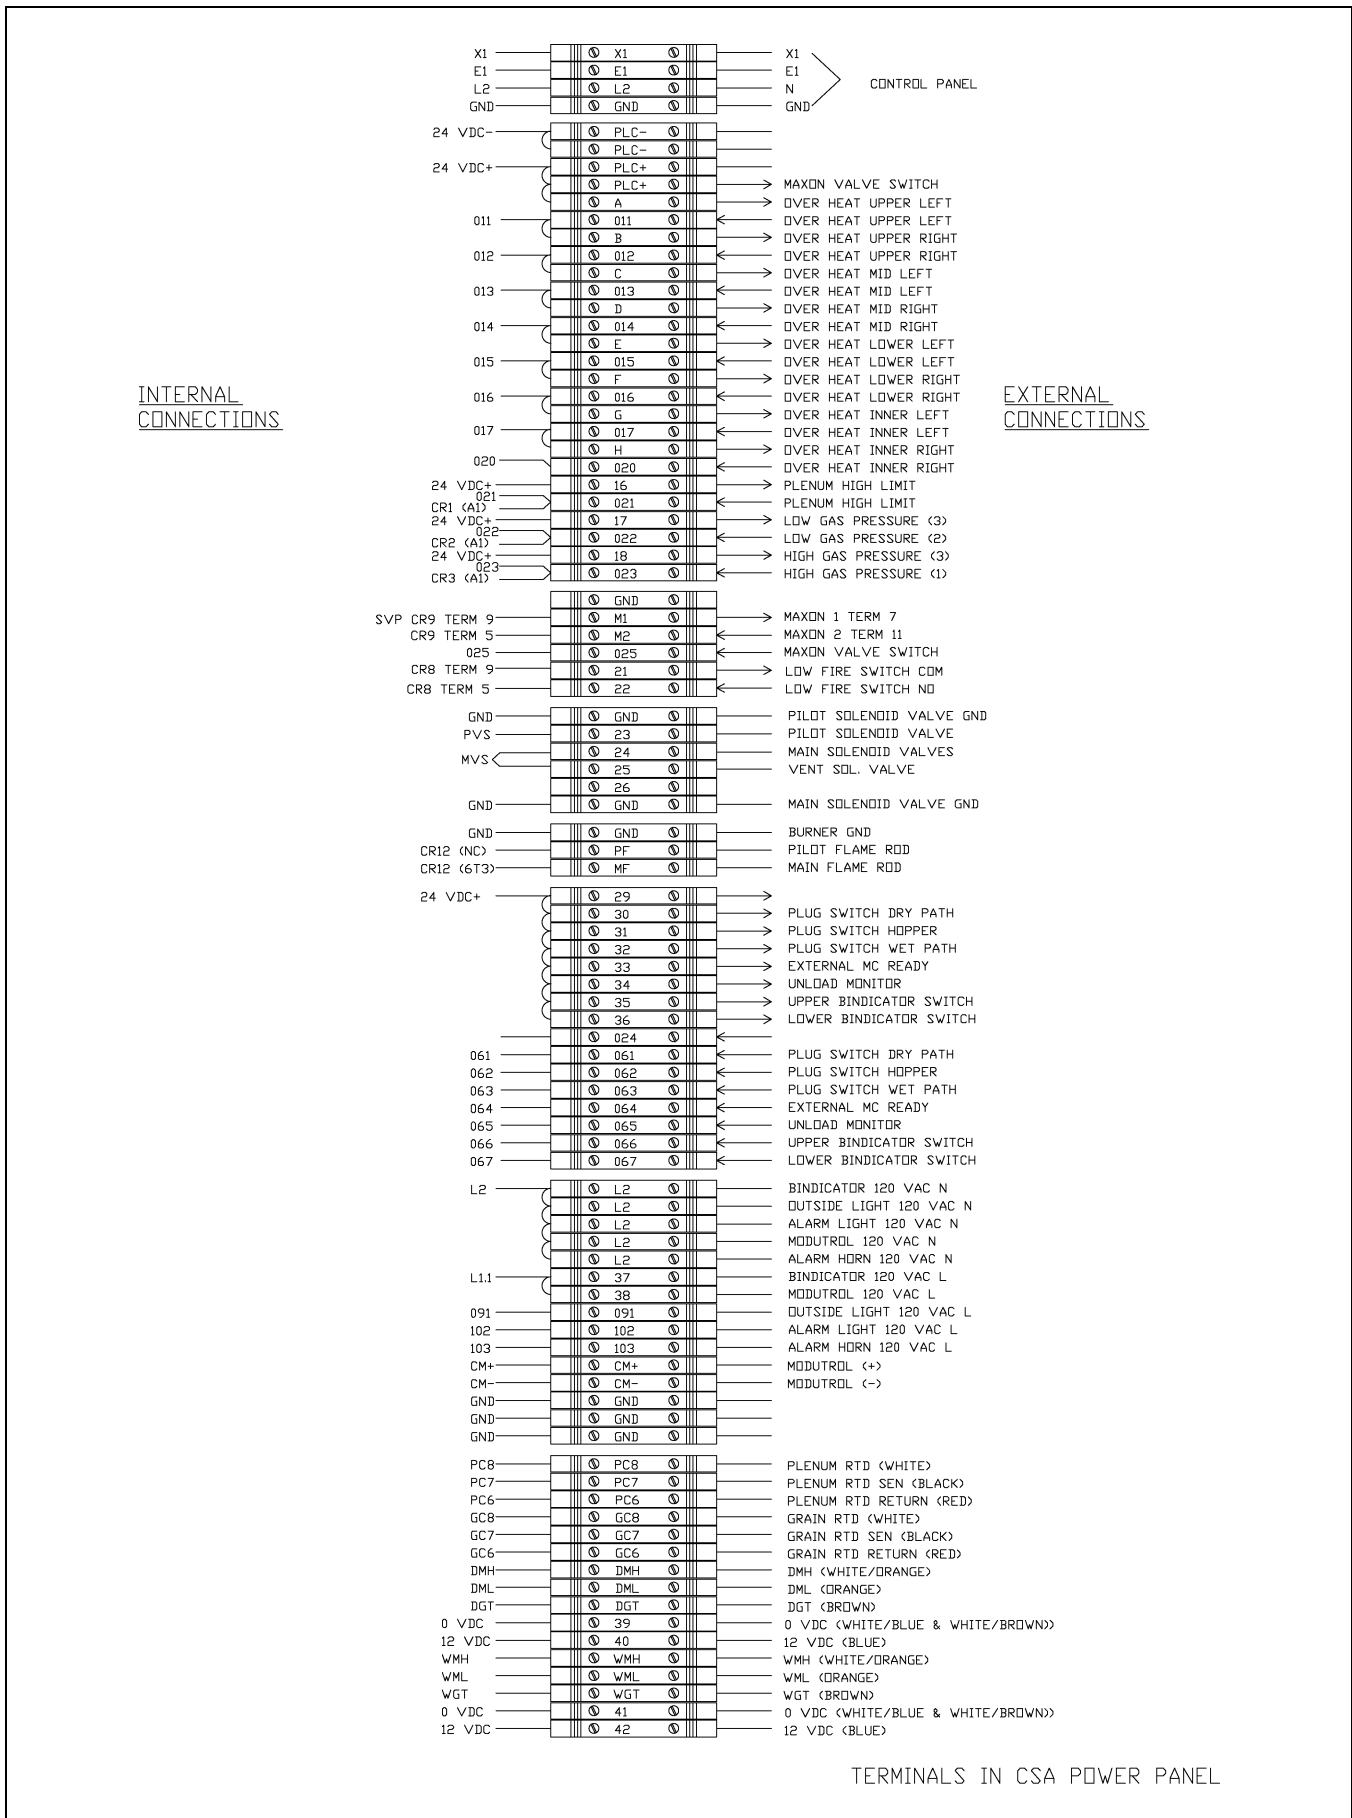 X1 X1 X1
E1 E1 E1
L2 L2 N
GND GND GND
CONTROL PANEL
24 VDC- PLC-
PLC-
24 VDC+ PLC+
PLC+ MAXON VALVE SWITCH
A OVER HEAT UPPER LEFT
011 011 OVER HEAT UPPER LEFT
B OVER HEAT UPPER RIGHT
012 012 OVER HEAT UPPER RIGHT
C OVER HEAT MID LEFT
013 013 OVER HEAT MID LEFT
D OVER HEAT MID RIGHT
014 014 OVER HEAT MID RIGHT
E OVER HEAT LOWER LEFT
015 015 OVER HEAT LOWER LEFT
F OVER HEAT LOWER RIGHT
INTERNAL
CONNECTIONS
EXTERNAL
CONNECTIONS
016 016 OVER HEAT LOWER RIGHT
G OVER HEAT INNER LEFT
017 017 OVER HEAT INNER LEFT
H OVER HEAT INNER RIGHT
020 020 OVER HEAT INNER RIGHT
24 VDC+ 16 PLENUM HIGH LIMIT
021
CR1 (A1) 021 PLENUM HIGH LIMIT
24 VDC+ 17 LOW GAS PRESSURE (3)
022
CR2 (A1) 022 LOW GAS PRESSURE (2)
24 VDC+ 18 HIGH GAS PRESSURE (3)
023
CR3 (A1) 023 HIGH GAS PRESSURE (1)
GND
SVP CR9 TERM 9 M1 MAXON 1 TERM 7
CR9 TERM 5 M2 MAXON 2 TERM 11
025 025 MAXON VALVE SWITCH
CR8 TERM 9 21 LOW FIRE SWITCH COM
CR8 TERM 5 22 LOW FIRE SWITCH NO
GND GND PILOT SOLENOID VALVE GND
PVS 23 PILOT SOLENOID VALVE
MVS 24 MAIN SOLENOID VALVES
25 VENT SOL. VALVE
26
GND GND MAIN SOLENOID VALVE GND
GND GND BURNER GND
CR12 (NC) PF PILOT FLAME ROD
CR12 (6T3) MF MAIN FLAME ROD
24 VDC+ 29
30 PLUG SWITCH DRY PATH
31 PLUG SWITCH HOPPER
32 PLUG SWITCH WET PATH
33 EXTERNAL MC READY
34 UNLOAD MONITOR
35 UPPER BINDICATOR SWITCH
36 LOWER BINDICATOR SWITCH
024
061 061 PLUG SWITCH DRY PATH
062 062 PLUG SWITCH HOPPER
063 063 PLUG SWITCH WET PATH
064 064 EXTERNAL MC READY
065 065 UNLOAD MONITOR
066 066 UPPER BINDICATOR SWITCH
067 067 LOWER BINDICATOR SWITCH
L2 L2 BINDICATOR 120 VAC N
L2 OUTSIDE LIGHT 120 VAC N
L2 ALARM LIGHT 120 VAC N
L2 MODUTROL 120 VAC N
L2 ALARM HORN 120 VAC N
L1.1 37 BINDICATOR 120 VAC L
38 MODUTROL 120 VAC L
091 091 OUTSIDE LIGHT 120 VAC L
102 102 ALARM LIGHT 120 VAC L
103 103 ALARM HORN 120 VAC L
CM+ CM+ MODUTROL (+)
CM- CM- MODUTROL (-)
GND GND
GND GND
GND GND
PC8 PC8 PLENUM RTD (WHITE)
PC7 PC7 PLENUM RTD SEN (BLACK)
PC6 PC6 PLENUM RTD RETURN (RED)
GC8 GC8 GRAIN RTD (WHITE)
GC7 GC7 GRAIN RTD SEN (BLACK)
GC6 GC6 GRAIN RTD RETURN (RED)
DMH DMH DMH (WHITE/ORANGE)
DML DML DML (ORANGE)
DGT DGT DGT (BROWN)
0 VDC 39 0 VDC (WHITE/BLUE & WHITE/BROWN))
12 VDC 40 12 VDC (BLUE)
WMH WMH WMH (WHITE/ORANGE)
WML WML WML (ORANGE)
WGT WGT WGT (BROWN)
0 VDC 41 0 VDC (WHITE/BLUE & WHITE/BROWN))
12 VDC 42 12 VDC (BLUE)
TERMINALS IN CSA POWER PANEL